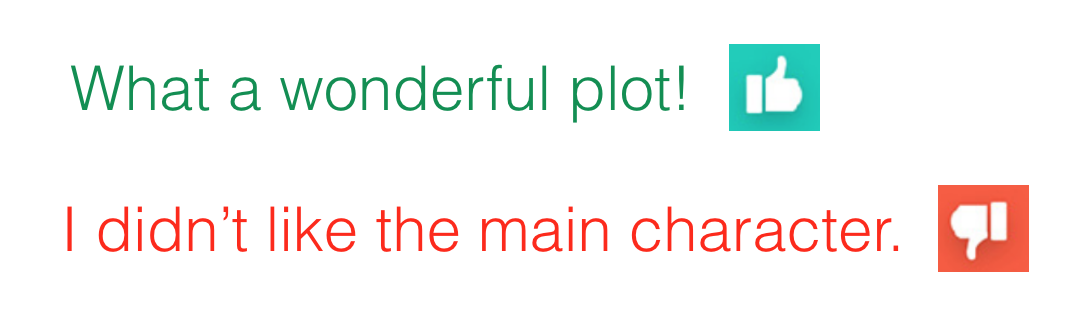 What a wonderful plot!
I didn’t like the main character.